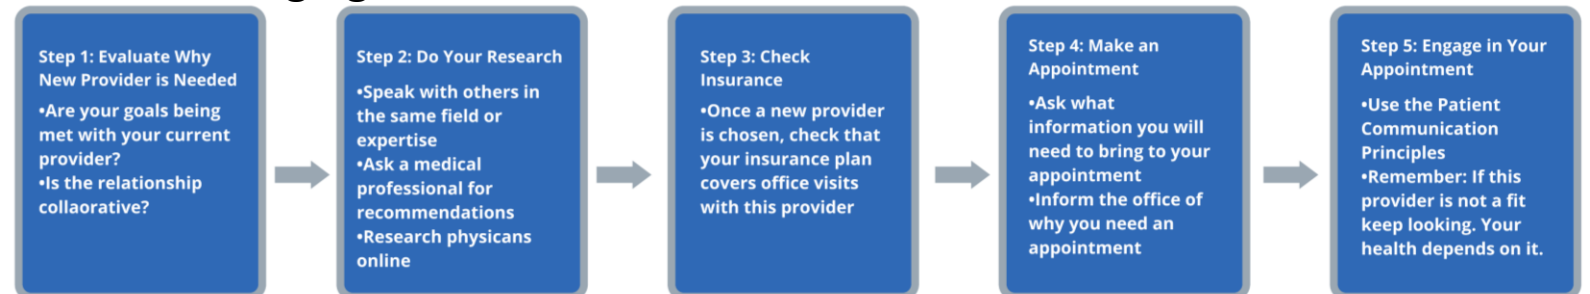 Step 1: Evaluate Why
New Provider is Needed
•Are your goals being
met with your current
provider?
•Is the relationship
collaorative?
Step 2: Do Your Research
•Speak with others in
the same field or
expertise
•Ask a medical
professional for
recommendations
•Research physicans
online
Step 3: Check
Insurance
•Once a new provider
is chosen, check that
your insurance plan
covers office visits
with this provider
Step 4: Make an
Appointment
•Ask what
information you will
need to bring to your
appointment
•Inform the office of
why you need an
appointment
Step 5: Engage in Your
Appointment
•Use the Patient
Communication
Principles
•Remember: If this
provider is not a fit
keep looking. Your
health depends on it.